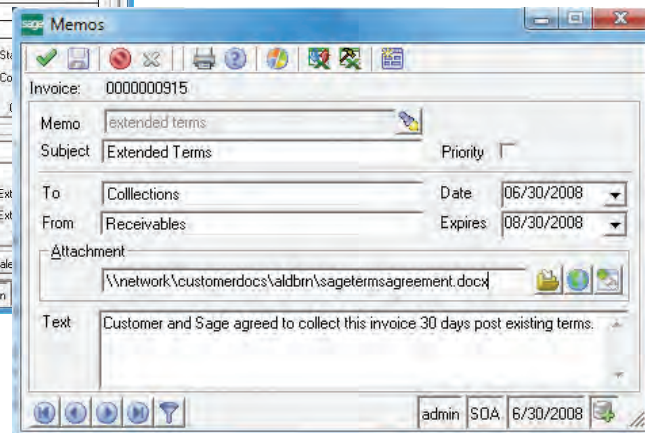 sage Memos
Invoice: 0000000915
Memo extended terms
Subject Extended Terms Priority
To Colllections Date 06/30/2008
From Receivables Expires 08/30/2008
Attachment
\\network\customerdocs\aldbrn\sagetermsagreement.docx
Text Customer and Sage agreed to collect this invoice 30 days post existing terms.
admin SOA 6/30/2008